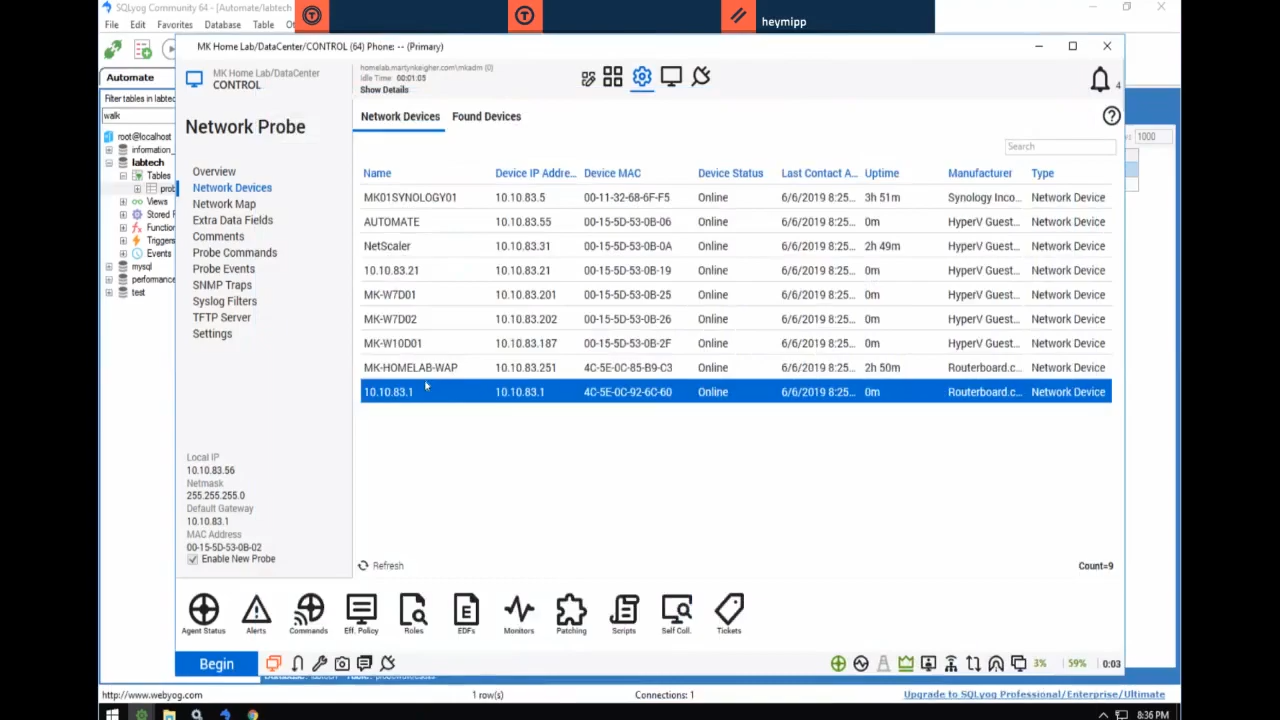 SQLyog Community 64 - [Automate/labtech
heymipp
File Edit Favorites Database Table
MK Home Lab/DataCenter/CONTROL (64) Phone: -- (Primary)
Automate
Filter tables in labtec
walk
root@localhost
information_
labtech
Tables
Views
Stored
Function
Triggers
Events
mysql
performance
test
MK Home Lab/DataCenter
CONTROL
homelab.martynkeigher.com\mkadm (0)
Idle Time: 00:01:05
Show Details
4
1000
Network Probe
Overview
Network Devices
Network Map
Extra Data Fields
Comments
Probe Commands
Probe Events
SNMP Traps
Syslog Filters
TFTP Server
Settings
Local IP
10.10.83.56
Netmask
255.255.255.0
Default Gateway
10.10.83.1
MAC Address
00-15-5D-53-0B-02
Enable New Probe
Network Devices Found Devices
Search
Name Device IP Addre... Device MAC Device Status Last Contact A... Uptime Manufacturer Type
MK01SYNOLOGY01 10.10.83.5 00-11-32-68-6F-F5 Online 6/6/2019 8:25... 3h 51m Synology Inco... Network Device
AUTOMATE 10.10.83.55 00-15-5D-53-0B-06 Online 6/6/2019 8:25... 0m HyperV Guest... Network Device
NetScaler 10.10.83.31 00-15-5D-53-0B-0A Online 6/6/2019 8:25... 2h 49m HyperV Guest... Network Device
10.10.83.21 10.10.83.21 00-15-5D-53-0B-19 Online 6/6/2019 8:25... 0m HyperV Guest... Network Device
MK-W7D01 10.10.83.201 00-15-5D-53-0B-25 Online 6/6/2019 8:25... 0m HyperV Guest... Network Device
MK-W7D02 10.10.83.202 00-15-5D-53-0B-26 Online 6/6/2019 8:25... 0m HyperV Guest... Network Device
MK-W10D01 10.10.83.187 00-15-5D-53-0B-2F Online 6/6/2019 8:25... 0m HyperV Guest... Network Device
MK-HOMELAB-WAP 10.10.83.251 4C-5E-0C-85-B9-C3 Online 6/6/2019 8:25... 2h 50m Routerboard.c... Network Device
10.10.83.1 10.10.83.1 4C-5E-0C-92-6C-60 Online 6/6/2019 8:25... 0m Routerboard.c... Network Device
Refresh
Count=9
Agent Status Alerts Commands Eff. Policy Roles EDFs Monitors Patching Scripts Self Coll. Tickets
Begin
3% 59% 0:03
http://www.webyog.com 1 row(s) Connections: 1 Upgrade to SQLyog Professional/Enterprise/Ultimate
8:36 PM